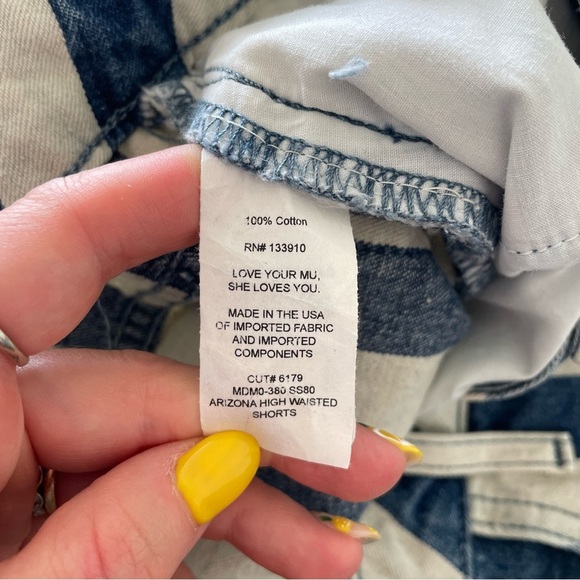 100% Cotton
RN# 133910
LOVE YOUR MU,
SHE LOVES YOU.
MADE IN THE USA
OF IMPORTED FABRIC
AND IMPORTED
COMPONENTS
CUT# 6179
MDM0-380 SS80
ARIZONA HIGH WAISTED
SHORTS